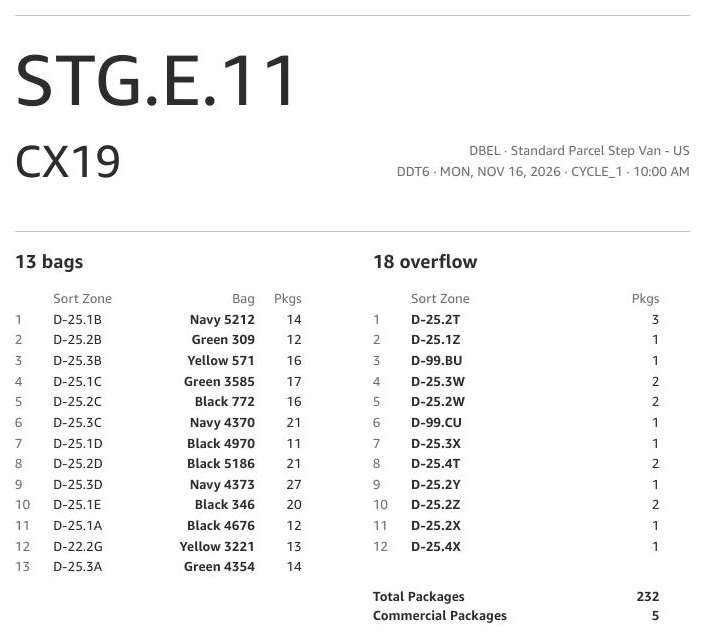 STG.E.11
CX19
DBEL · Standard Parcel Step Van - US
DDT6 · MON, NOV 16, 2026 · CYCLE_1 · 10:00 AM
13 bags
Sort Zone Bag Pkgs
1 D-25.1B Navy 5212 14
2 D-25.2B Green 309 12
3 D-25.3B Yellow 571 16
4 D-25.1C Green 3585 17
5 D-25.2C Black 772 16
6 D-25.3C Navy 4370 21
7 D-25.1D Black 4970 11
8 D-25.2D Black 5186 21
9 D-25.3D Navy 4373 27
10 D-25.1E Black 346 20
11 D-25.1A Black 4676 12
12 D-22.2G Yellow 3221 13
13 D-25.3A Green 4354 14
18 overflow
Sort Zone Pkgs
1 D-25.2T 3
2 D-25.1Z 1
3 D-99.BU 1
4 D-25.3W 2
5 D-25.2W 2
6 D-99.CU 1
7 D-25.3X 1
8 D-25.4T 2
9 D-25.2Y 1
10 D-25.2Z 2
11 D-25.2X 1
12 D-25.4X 1
Total Packages 232
Commercial Packages 5